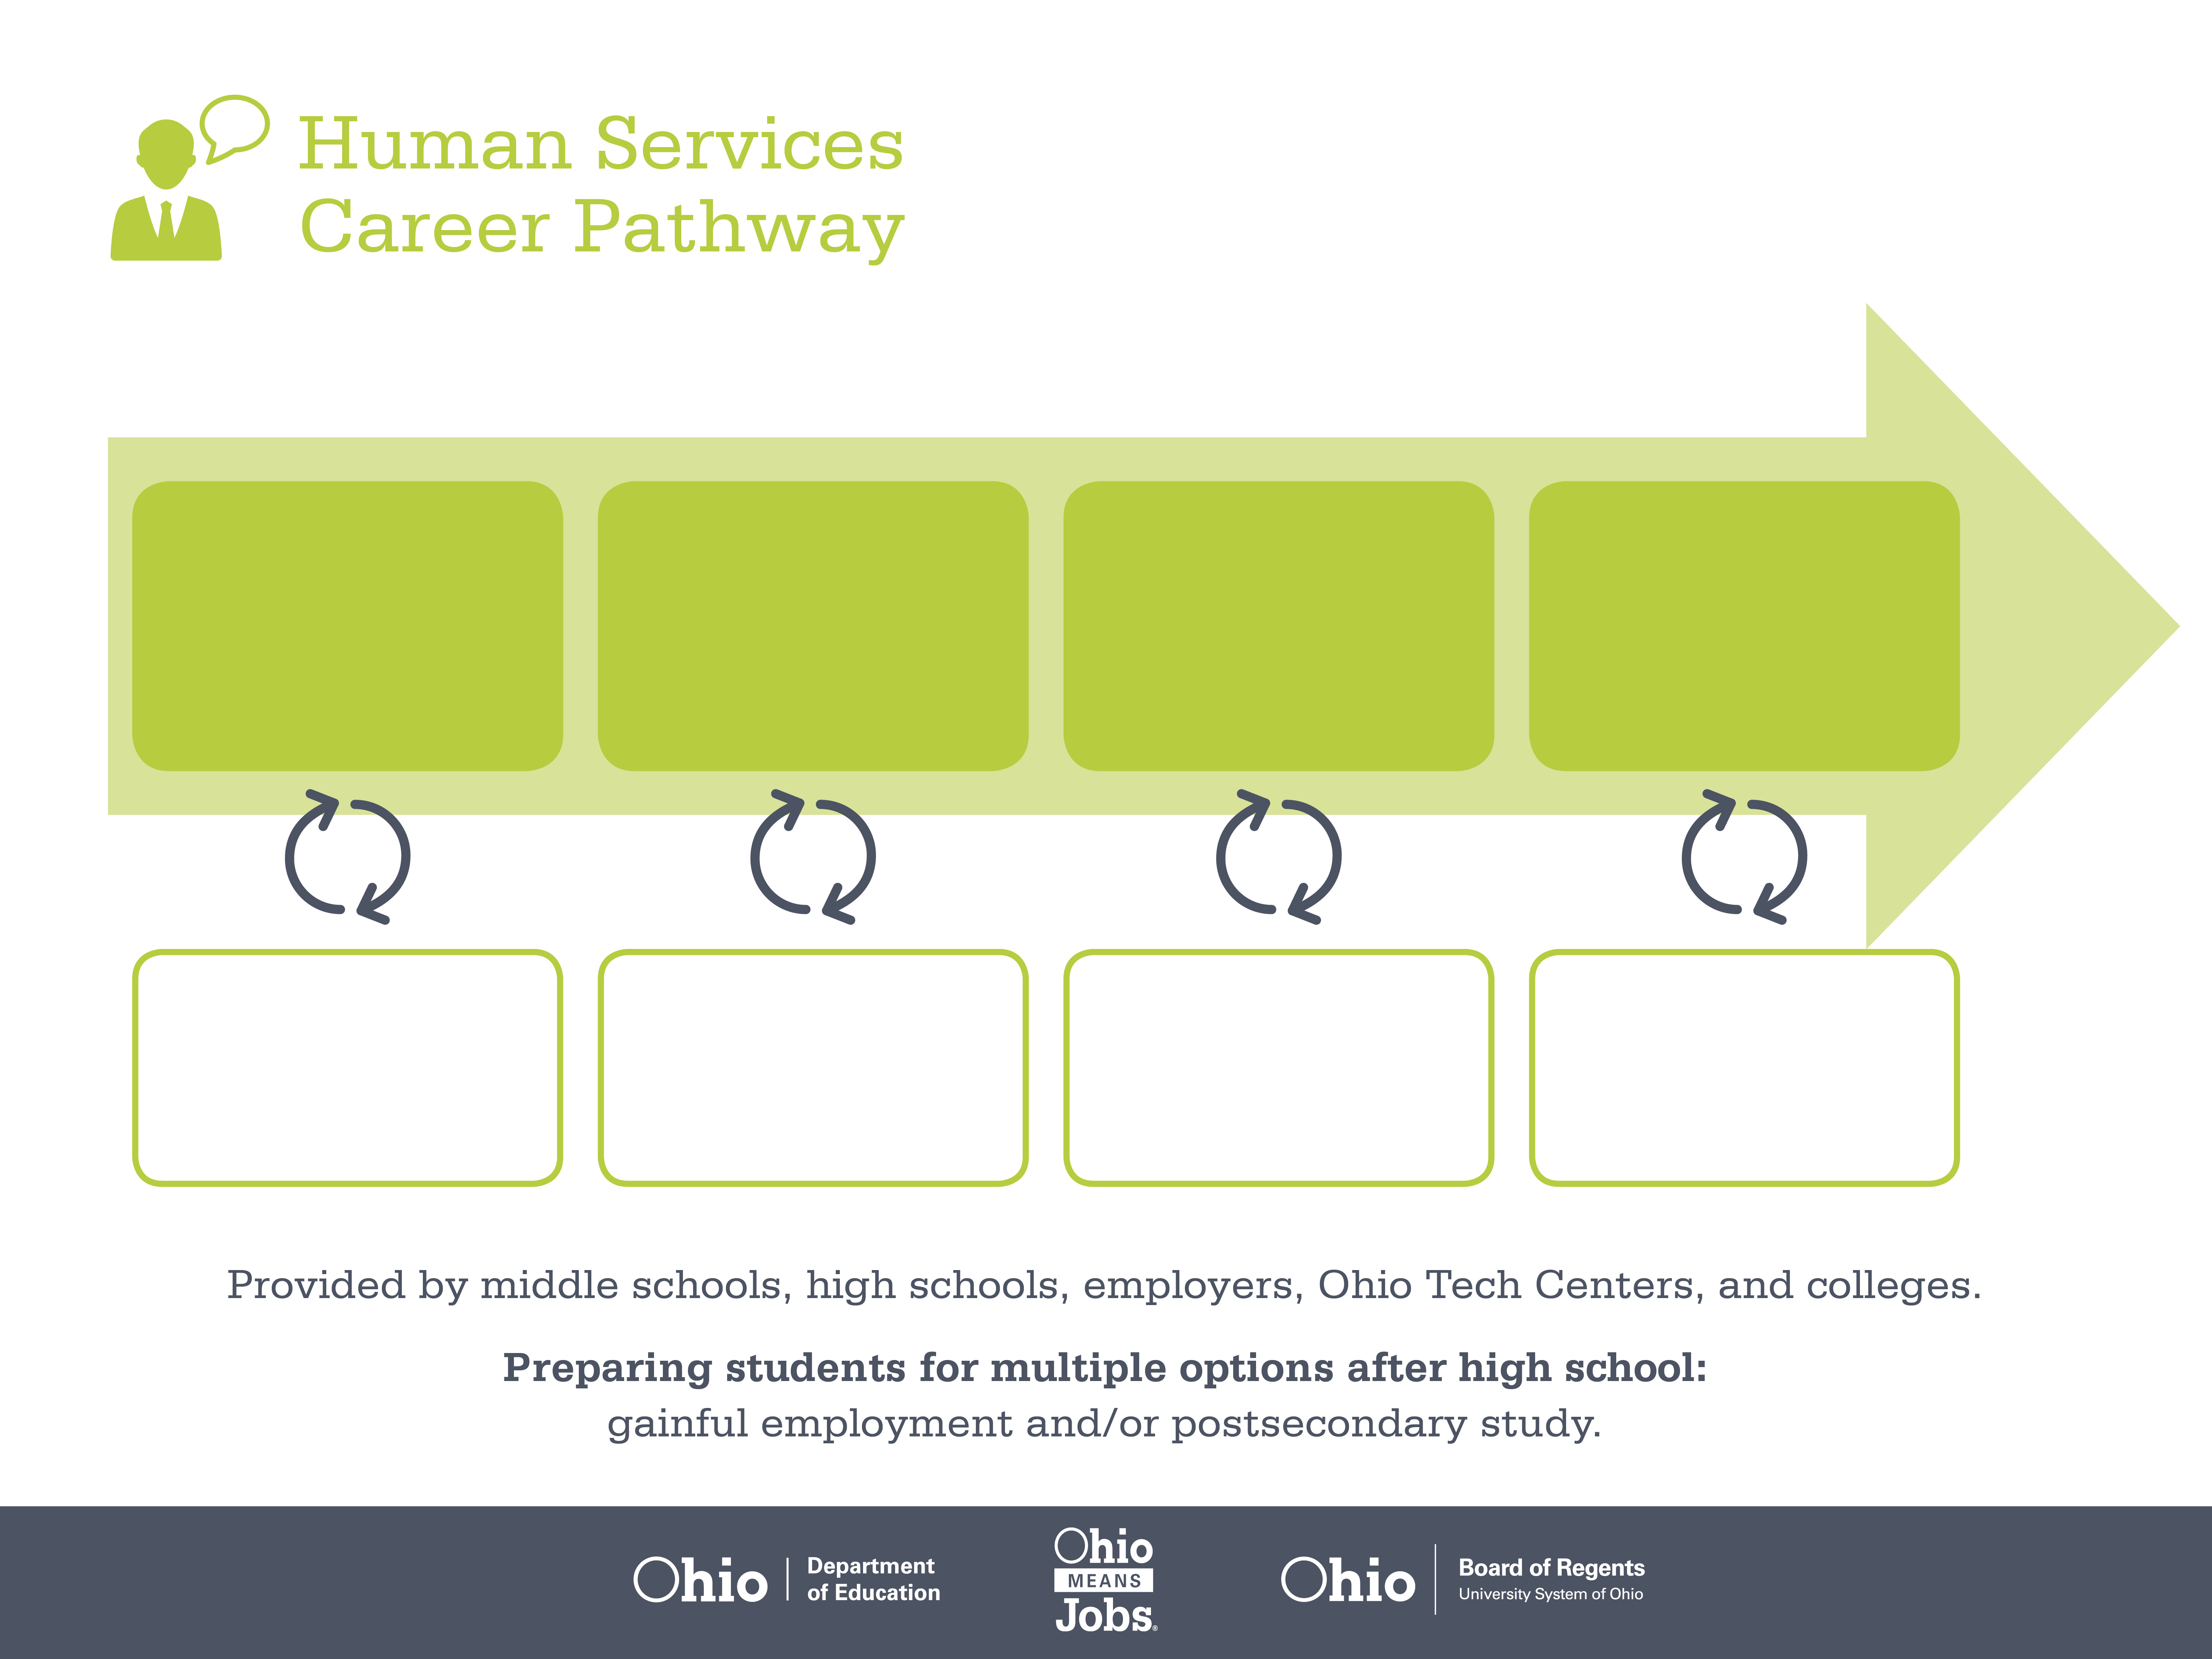 Human Services
Career Pathway
Provided by middle schools, high schools, employers, Ohio Tech Centers, and colleges.
Preparing students for multiple options after high school:
gainful employment and/or postsecondary study.
Ohio
Department
of Education
Ohio
MEANS
Jobs®
Ohio
Board of Regents
University System of Ohio